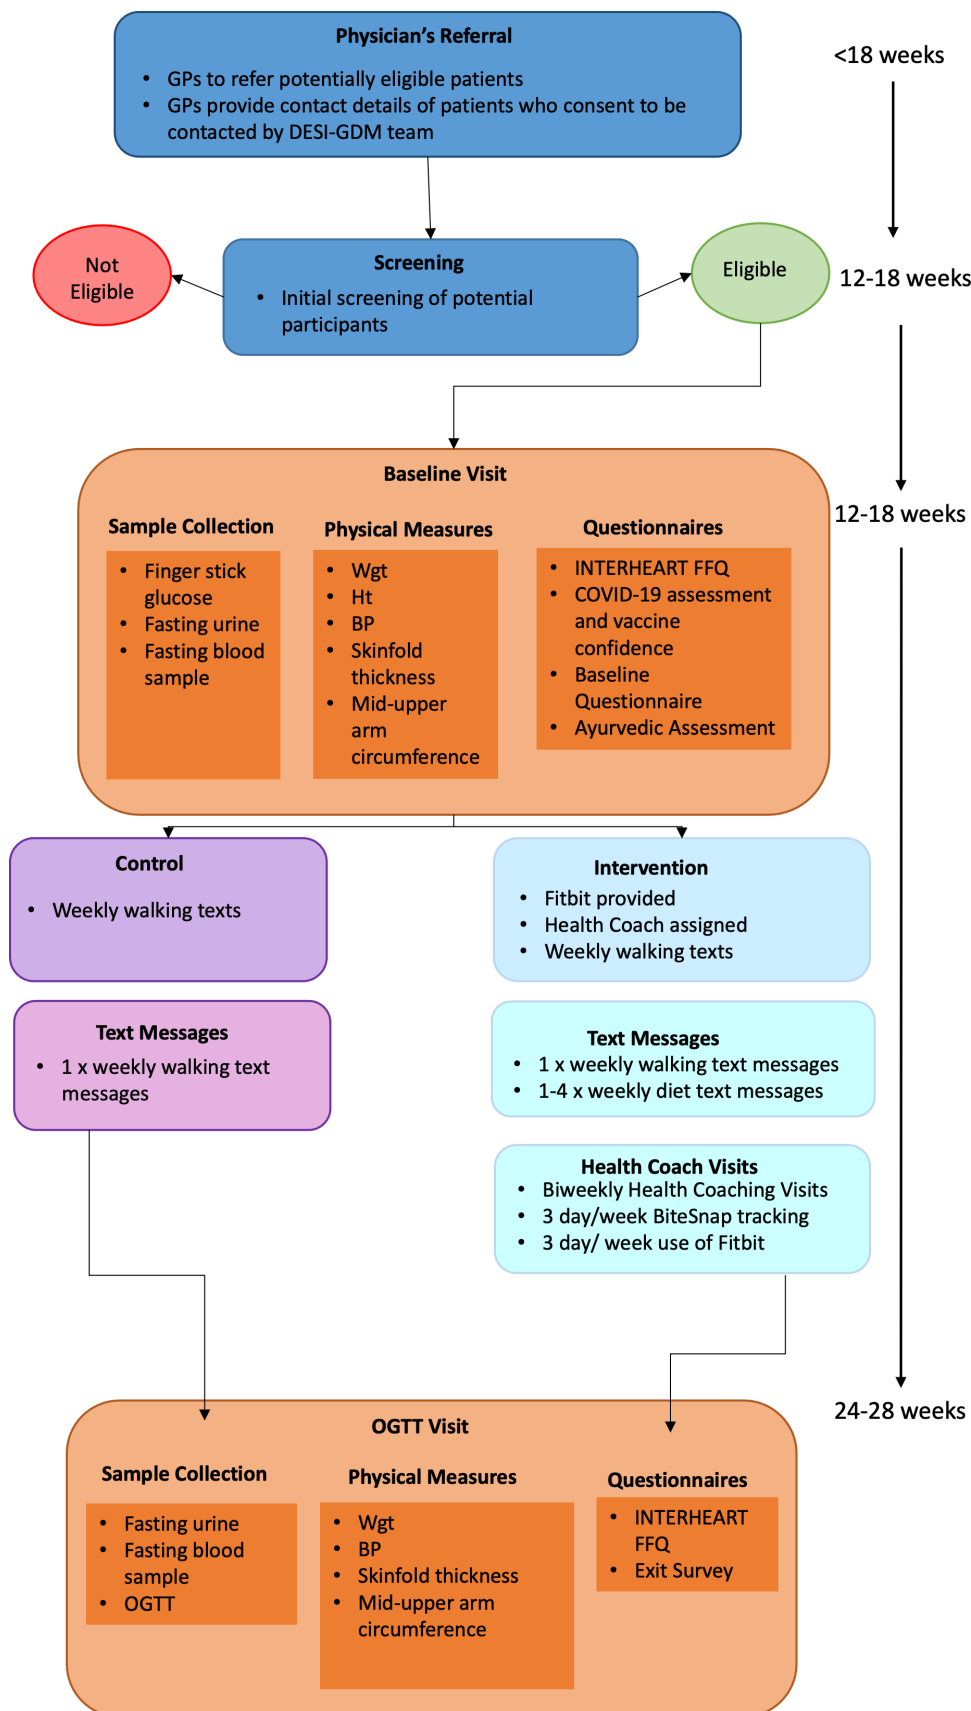 Physician’s Referral
• GPs to refer potentially eligible patients
• GPs provide contact details of patients who consent to be
contacted by DESI-GDM team
<18 weeks
Not
Eligible
Screening
• Initial screening of potential
participants
Eligible
12-18 weeks
Baseline Visit
Sample Collection
• Finger stick
glucose
• Fasting urine
• Fasting blood
sample
Physical Measures
• Wgt
• Ht
• BP
• Skinfold
thickness
• Mid-upper
arm
circumference
Questionnaires
• INTERHEART FFQ
• COVID-19 assessment
and vaccine
confidence
• Baseline
Questionnaire
• Ayurvedic Assessment
12-18 weeks
Control
• Weekly walking texts
Intervention
• Fitbit provided
• Health Coach assigned
• Weekly walking texts
Text Messages
• 1 x weekly walking text
messages
Text Messages
• 1 x weekly walking text messages
• 1-4 x weekly diet text messages
Health Coach Visits
• Biweekly Health Coaching Visits
• 3 day/week BiteSnap tracking
• 3 day/ week use of Fitbit
24-28 weeks
OGTT Visit
Sample Collection
• Fasting urine
• Fasting blood
sample
• OGTT
Physical Measures
• Wgt
• BP
• Skinfold thickness
• Mid-upper arm
circumference
Questionnaires
• INTERHEART
FFQ
• Exit Survey